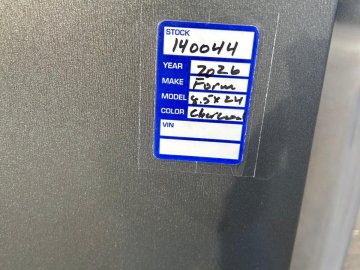 STOCK
140044
YEAR 2026
MAKE Form
MODEL 8.5x24
COLOR Charcoal
VIN